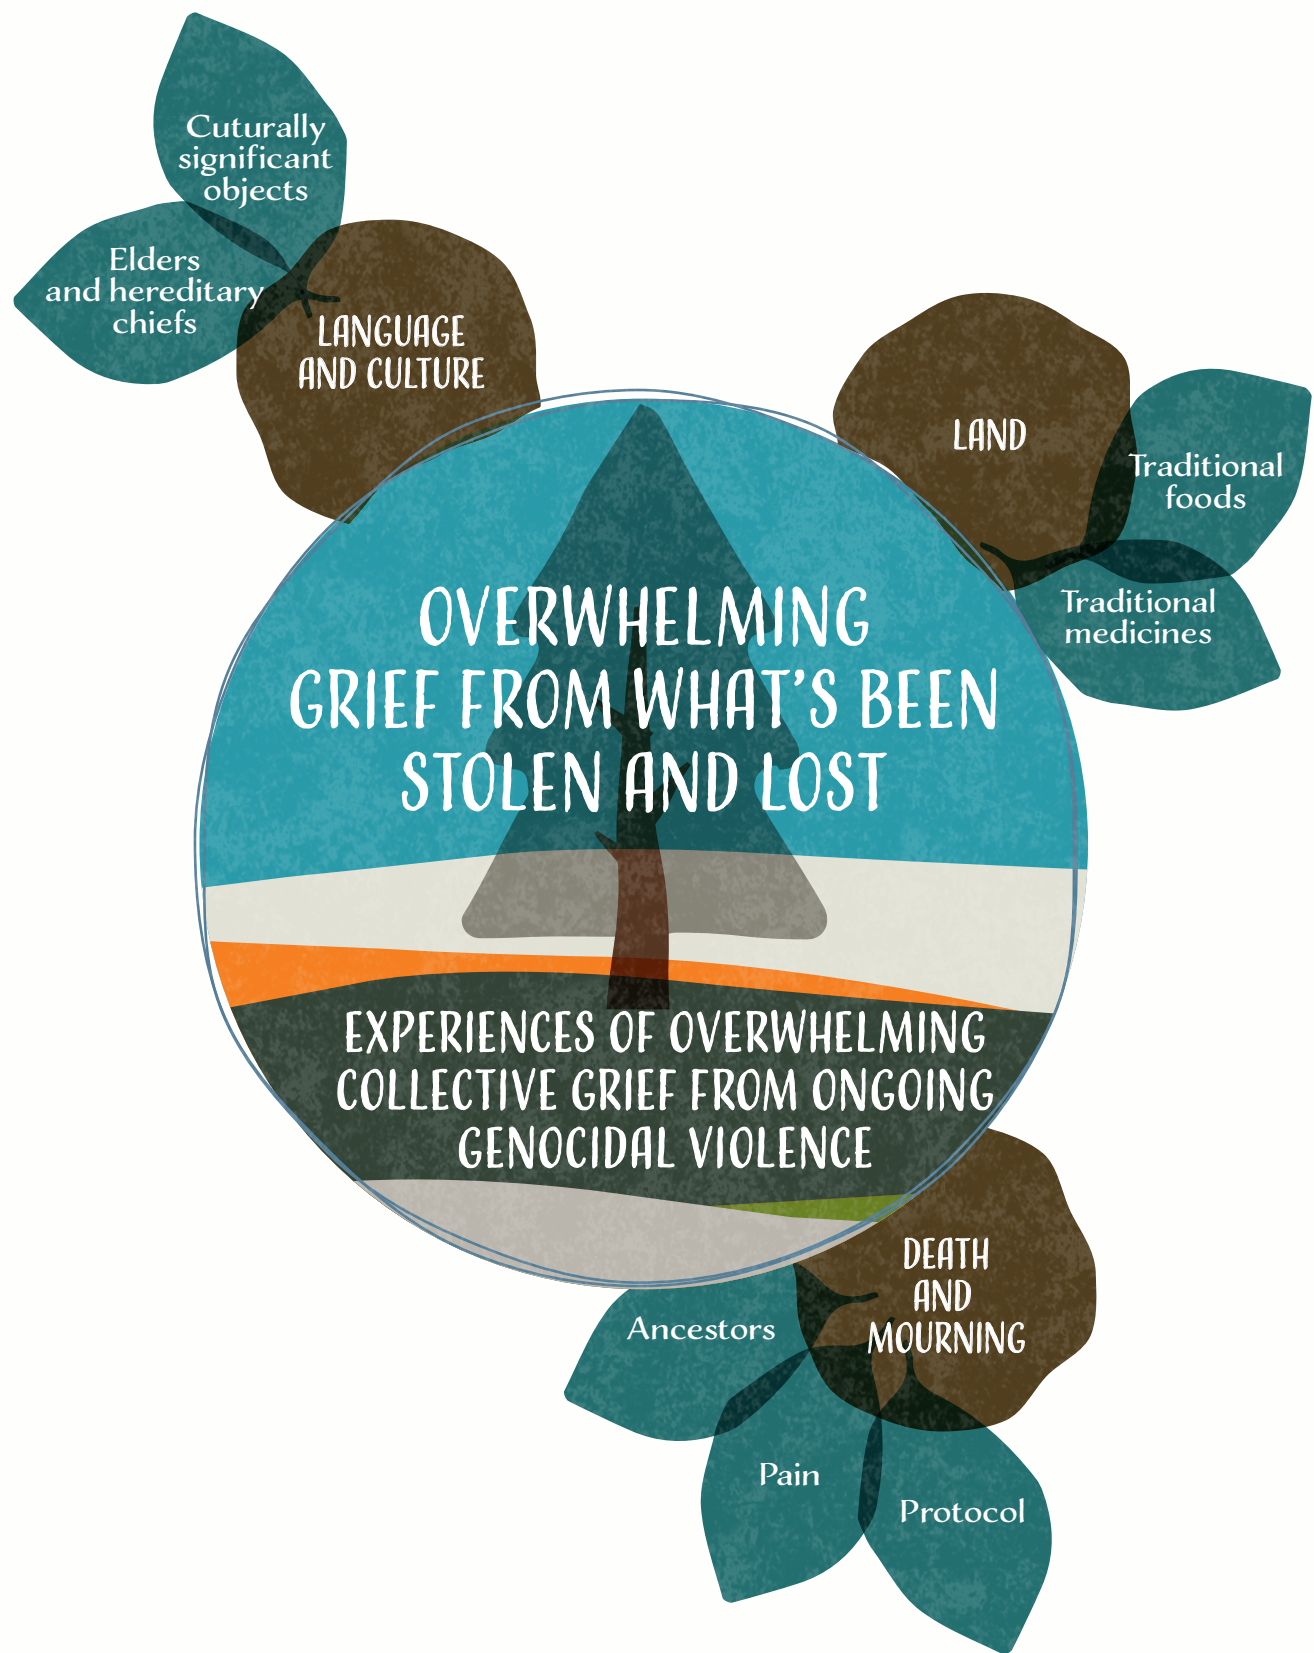 Cuturally
significant
objects
Elders
and hereditary
chiefs
LANGUAGE
AND CULTURE
LAND
Traditional
foods
Traditional
medicines
OVERWHELMING
GRIEF FROM WHAT'S BEEN
STOLEN AND LOST
EXPERIENCES OF OVERWHELMING
COLLECTIVE GRIEF FROM ONGOING
GENOCIDAL VIOLENCE
DEATH
AND
MOURNING
Ancestors
Pain
Protocol